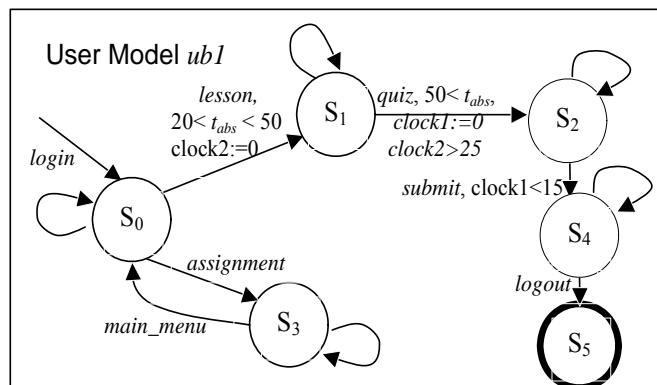 User Model ub1
lesson,
20< tabs < 50
clock2:=0
S1
quiz, 50< tabs,
clock1:=0
clock2>25
S2
login
submit, clock1<15
S0
S4
assignment
logout
main_menu
S3
S5